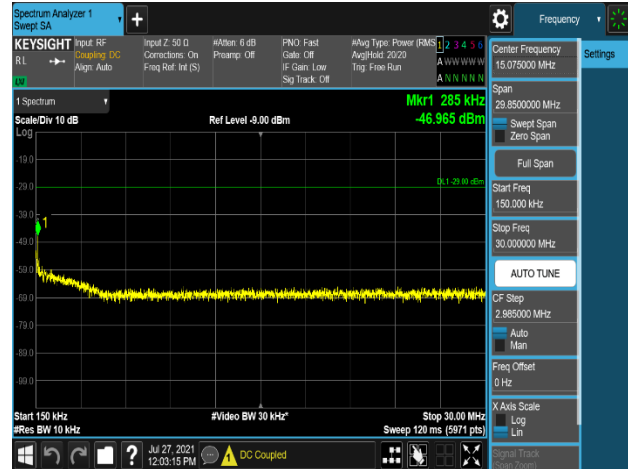 Spectrum Analyzer 1
Swept SA
Frequency
KEYSIGHT
Input: RF
Input Z: 50 Ω
#Atten: 6 dB
PNO: Fast
#Avg Type: Power (RMS
1 2 3 4 5 6
R L
Coupling: DC
Corrections: On
Preamp: Off
Gate: Off
Avg|Hold: 20/20
A W W W W W
Align: Auto
Freq Ref: Int (S)
IF Gain: Low
Trig: Free Run
Sig Track: Off
A N N N N N
1 Spectrum
Mkr1 285 kHz
Scale/Div 10 dB
Ref Level -9.00 dBm
-46.965 dBm
Log
-19.0
-29.0
DL1 -29.00 dBm
-39.0
1
-49.0
-59.0
-69.0
-79.0
-89.0
-99.0
Start 150 kHz
#Video BW 30 kHz*
Stop 30.00 MHz
#Res BW 10 kHz
Sweep 120 ms (5971 pts)
?
Jul 27, 2021
12:03:15 PM
DC Coupled
Center Frequency
15.075000 MHz
Settings
Span
29.8500000 MHz
Swept Span
Zero Span
Full Span
Start Freq
150.000 kHz
Stop Freq
30.000000 MHz
AUTO TUNE
CF Step
2.985000 MHz
Auto
Man
Freq Offset
0 Hz
X Axis Scale
Log
Lin
Signal Track
(Span Zoom)